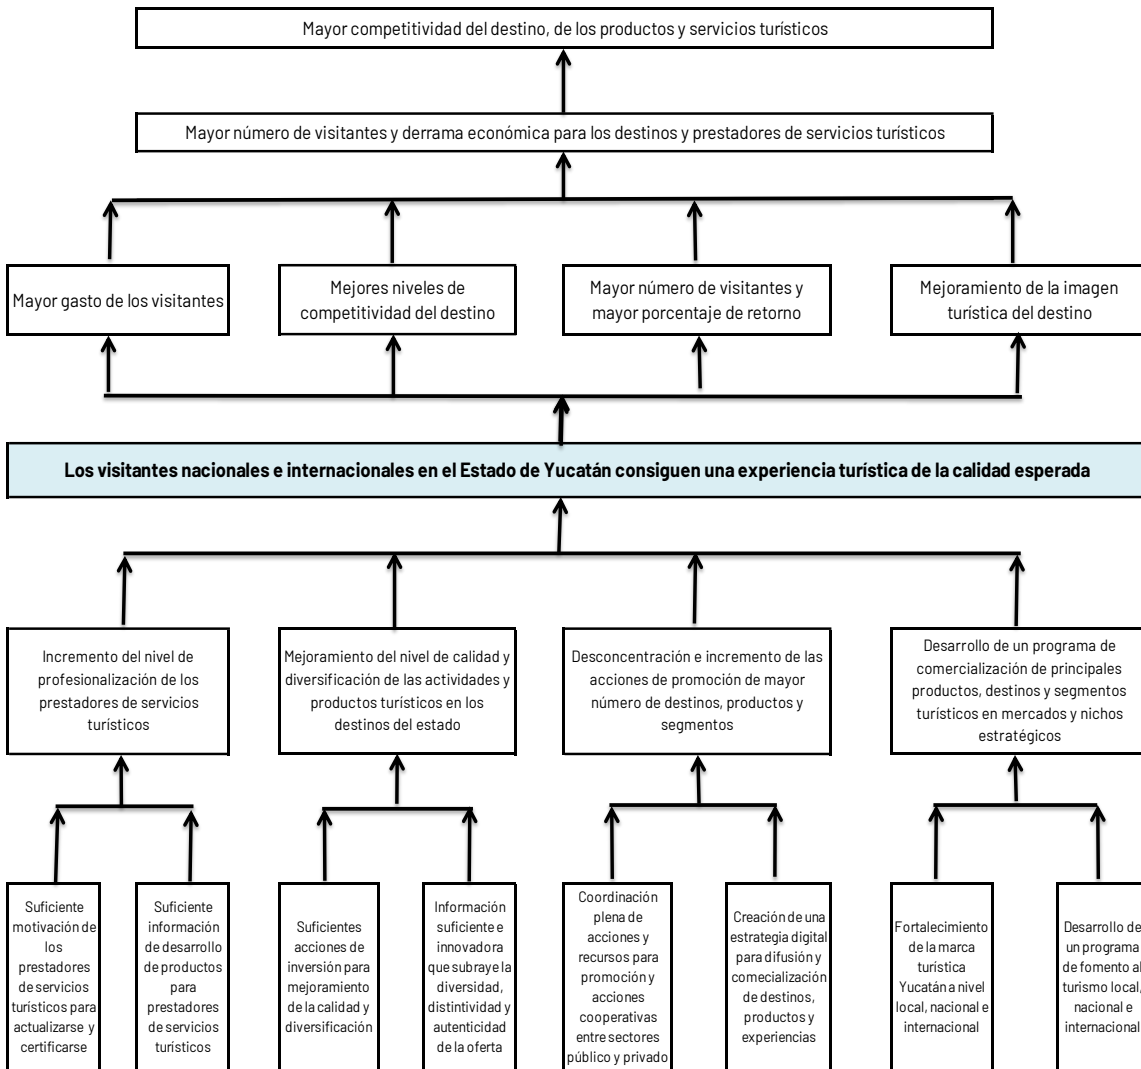 Mayor competitividad del destino, de los productos y servicios turísticos
Mayor número de visitantes y derrama económica para los destinos y prestadores de servicios turísticos
Mayor gasto de los visitantes
Mejores niveles de
competitividad del destino
Mayor número de visitantes y
mayor porcentaje de retorno
Mejoramiento de la imagen
turística del destino
Los visitantes nacionales e internacionales en el Estado de Yucatán consiguen una experiencia turística de la calidad esperada
Incremento del nivel de
profesionalización de los
prestadores de servicios
turísticos
Mejoramiento del nivel de calidad y
diversificación de las actividades y
productos turísticos en los
destinos del estado
Desconcentración e incremento de las
acciones de promoción de mayor
número de destinos, productos y
segmentos
Desarrollo de un programa de
comercialización de principales
productos, destinos y segmentos
turísticos en mercados y nichos
estratégicos
Suficiente
motivación de
los
prestadores
de servicios
turísticos para
actualizarse y
certificarse
Suficiente
información
de desarrollo
de productos
para
prestadores
de servicios
turísticos
Suficientes
acciones de
inversión para
mejoramiento
de la calidad y
diversificación
Información
suficiente e
innovadora
que subraye la
diversidad,
distintividad y
autenticidad
de la oferta
Coordinación
plena de
acciones y
recursos para
promoción y
acciones
cooperativas
entre sectores
público y privado
Creación de una
estrategia digital
para difusión y
comecialización
de destinos,
productos y
experiencias
Fortalecimiento
de la marca
turística
Yucatán a nivel
local, nacional e
internacional
Desarrollo de
un programa
de fomento al
turismo local,
nacional e
internacional